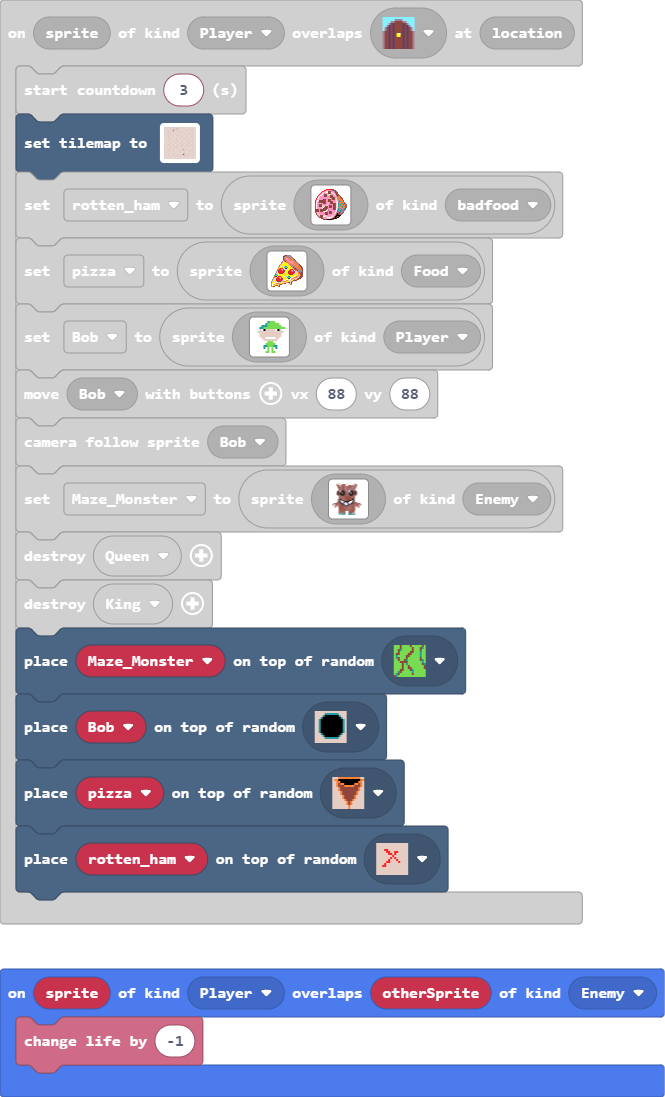 on sprite of kind Player overlaps at location
start countdown 3 (s)
set tilemap to
set rotten_ham to sprite of kind badfood
set pizza to sprite of kind Food
set Bob to sprite of kind Player
move Bob with buttons vx 88 vy 88
camera follow sprite Bob
set Maze_Monster to sprite of kind Enemy
destroy Queen
destroy King
place Maze_Monster on top of random
place Bob on top of random
place pizza on top of random
place rotten_ham on top of random
on sprite of kind Player overlaps otherSprite of kind Enemy
change life by -1